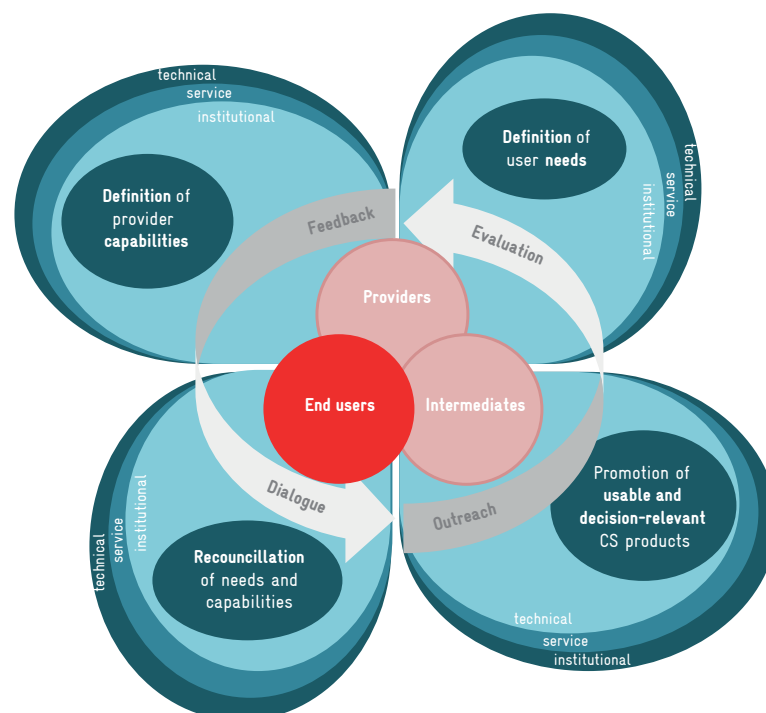 technical
service
institutional
Definition of
provider
capabilities
Definition of
user needs
technical
service
institutional
Feedback
Evaluation
Providers
End users
Intermediates
Dialogue
Outreach
institutional
service
technical
Recouncillation
of needs and
capabilities
Promotion of
usable and
decision-relevant
CS products
technical
service
institutional